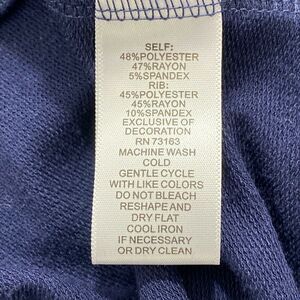 SELF:
48%POLYESTER
47%RAYON
5%SPANDEX
RIB:
45%POLYESTER
45%RAYON
10%SPANDEX
EXCLUSIVE OF
DECORATION
RN 73163
MACHINE WASH
COLD
GENTLE CYCLE
WITH LIKE COLORS
DO NOT BLEACH
RESHAPE AND
DRY FLAT
COOL IRON
IF NECESSARY
OR DRY CLEAN